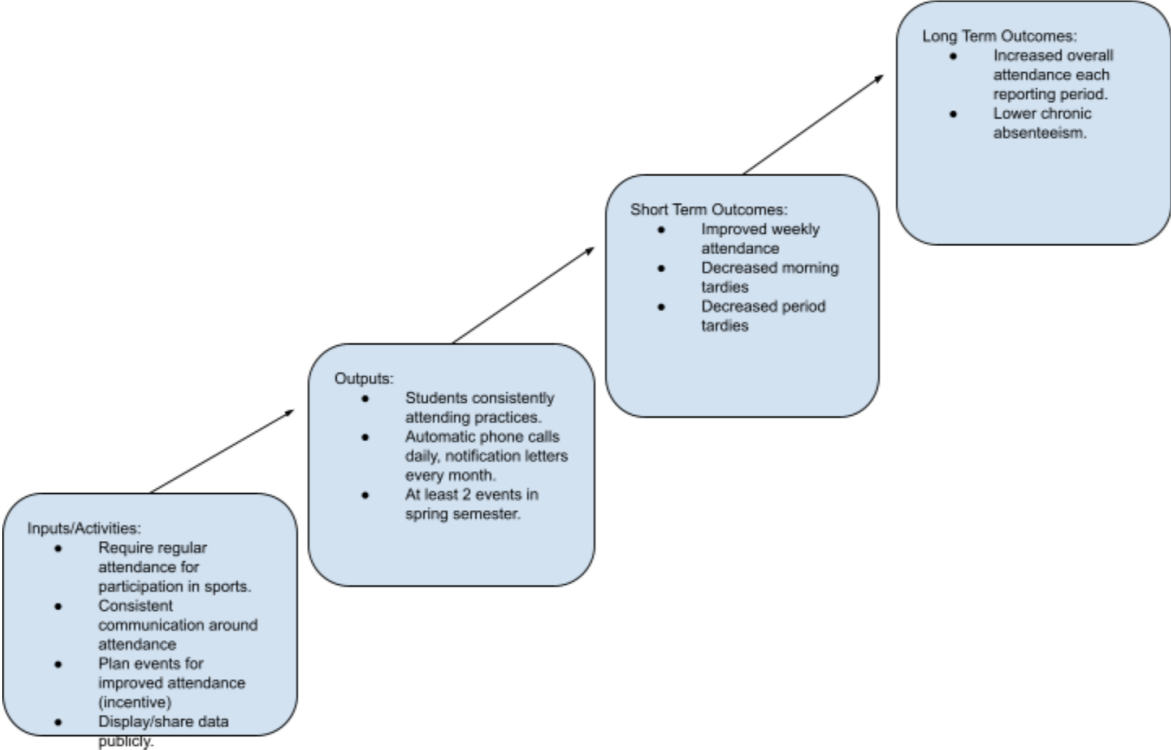 Long Term Outcomes:
● Increased overall
attendance each
reporting period.
● Lower chronic
absenteeism.
Short Term Outcomes:
● Improved weekly
attendance
● Decreased morning
tardies
● Decreased period
tardies
Outputs:
● Students consistently
attending practices.
● Automatic phone calls
daily, notification letters
every month.
● At least 2 events in
spring semester.
Inputs/Activities:
● Require regular
attendance for
participation in sports.
● Consistent
communication around
attendance
● Plan events for
improved attendance
(incentive)
● Display/share data
publicly.